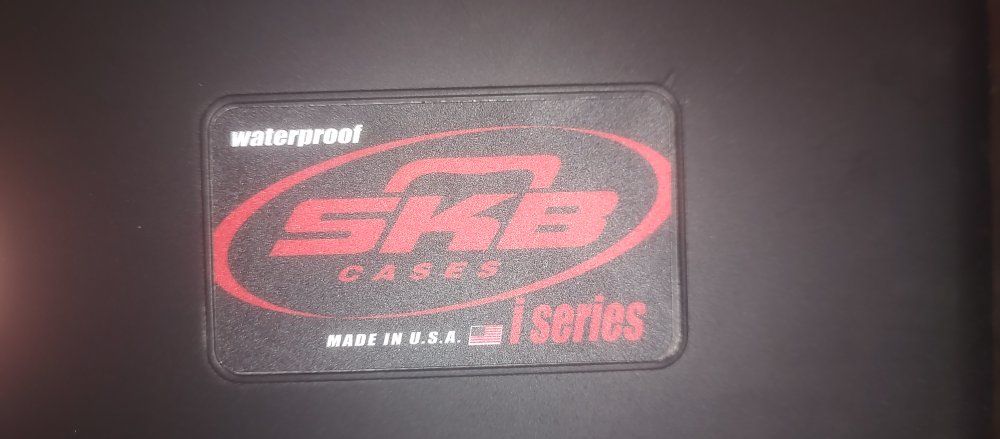 waterproof
SKB
CASES
i series
MADE IN U.S.A.